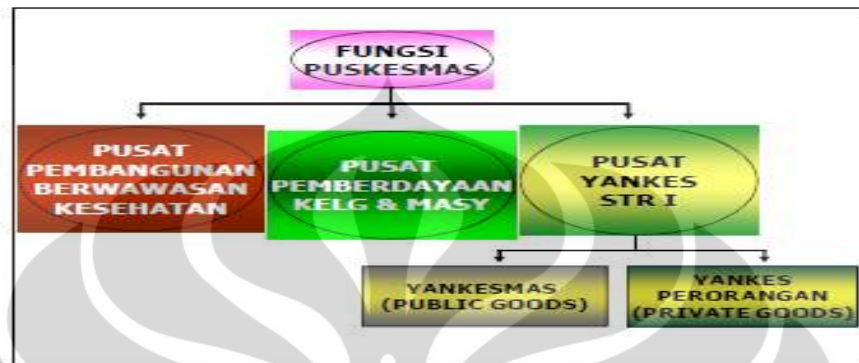 FUNGSI
PUSKESMAS
PUSAT
PEMBANGUNAN
BERWAWASAN
KESEHATAN
PUSAT
PEMBERDAYAAN
KELG & MASY
PUSAT
YANKES
STR I
YANKESMAS
(PUBLIC GOODS)
YANKES
PERORANGAN
(PRIVATE GOODS)